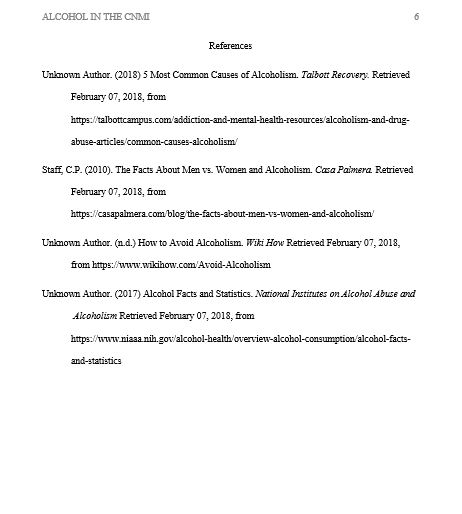 ALCOHOL IN THE CNMI 6
References
Unknown Author. (2018) 5 Most Common Causes of Alcoholism. Talbott Recovery. Retrieved
February 07, 2018, from
https://talbottcampus.com/addiction-and-mental-health-resources/alcoholism-and-drug-
abuse-articles/common-causes-alcoholism/
Staff, C.P. (2010). The Facts About Men vs. Women and Alcoholism. Casa Palmera. Retrieved
February 07, 2018, from
https://casapalmera.com/blog/the-facts-about-men-vs-women-and-alcoholism/
Unknown Author. (n.d.) How to Avoid Alcoholism. Wiki How Retrieved February 07, 2018,
from https://www.wikihow.com/Avoid-Alcoholism
Unknown Author. (2017) Alcohol Facts and Statistics. National Institutes on Alcohol Abuse and
Alcoholism Retrieved February 07, 2018, from
https://www.niaaa.nih.gov/alcohol-health/overview-alcohol-consumption/alcohol-facts-
and-statistics